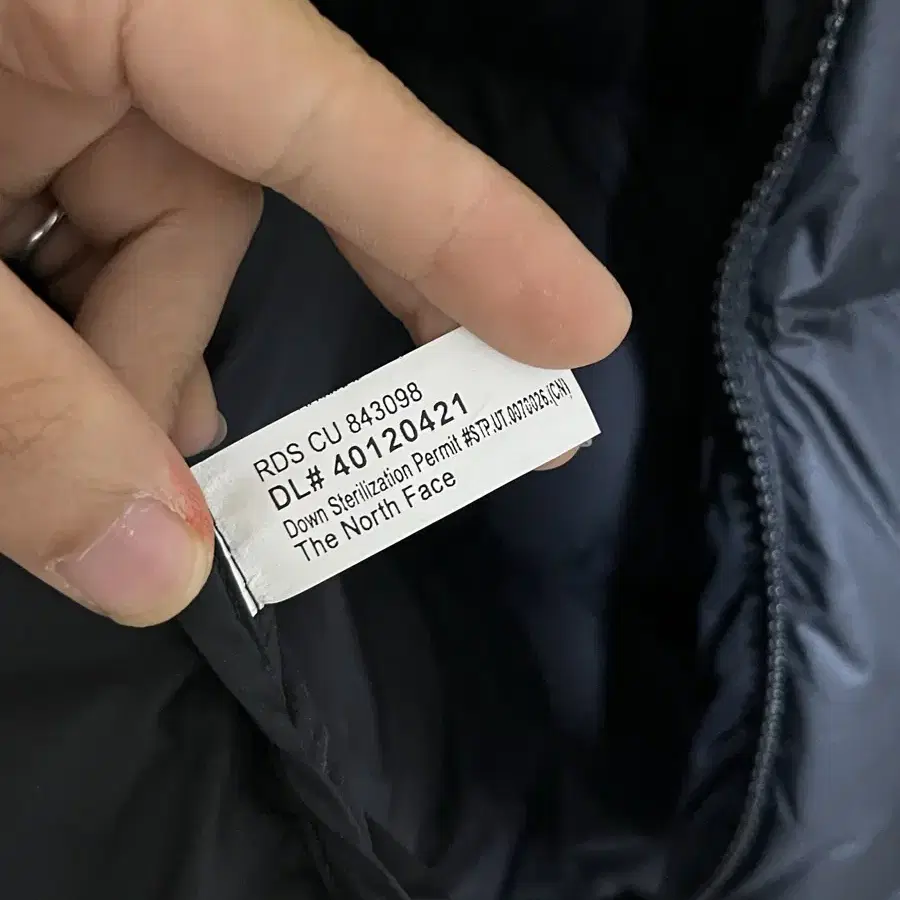 RDS CU 843098
DL# 40120421
Down Sterilization Permit #STP.UT.0070026.(CN)
The North Face